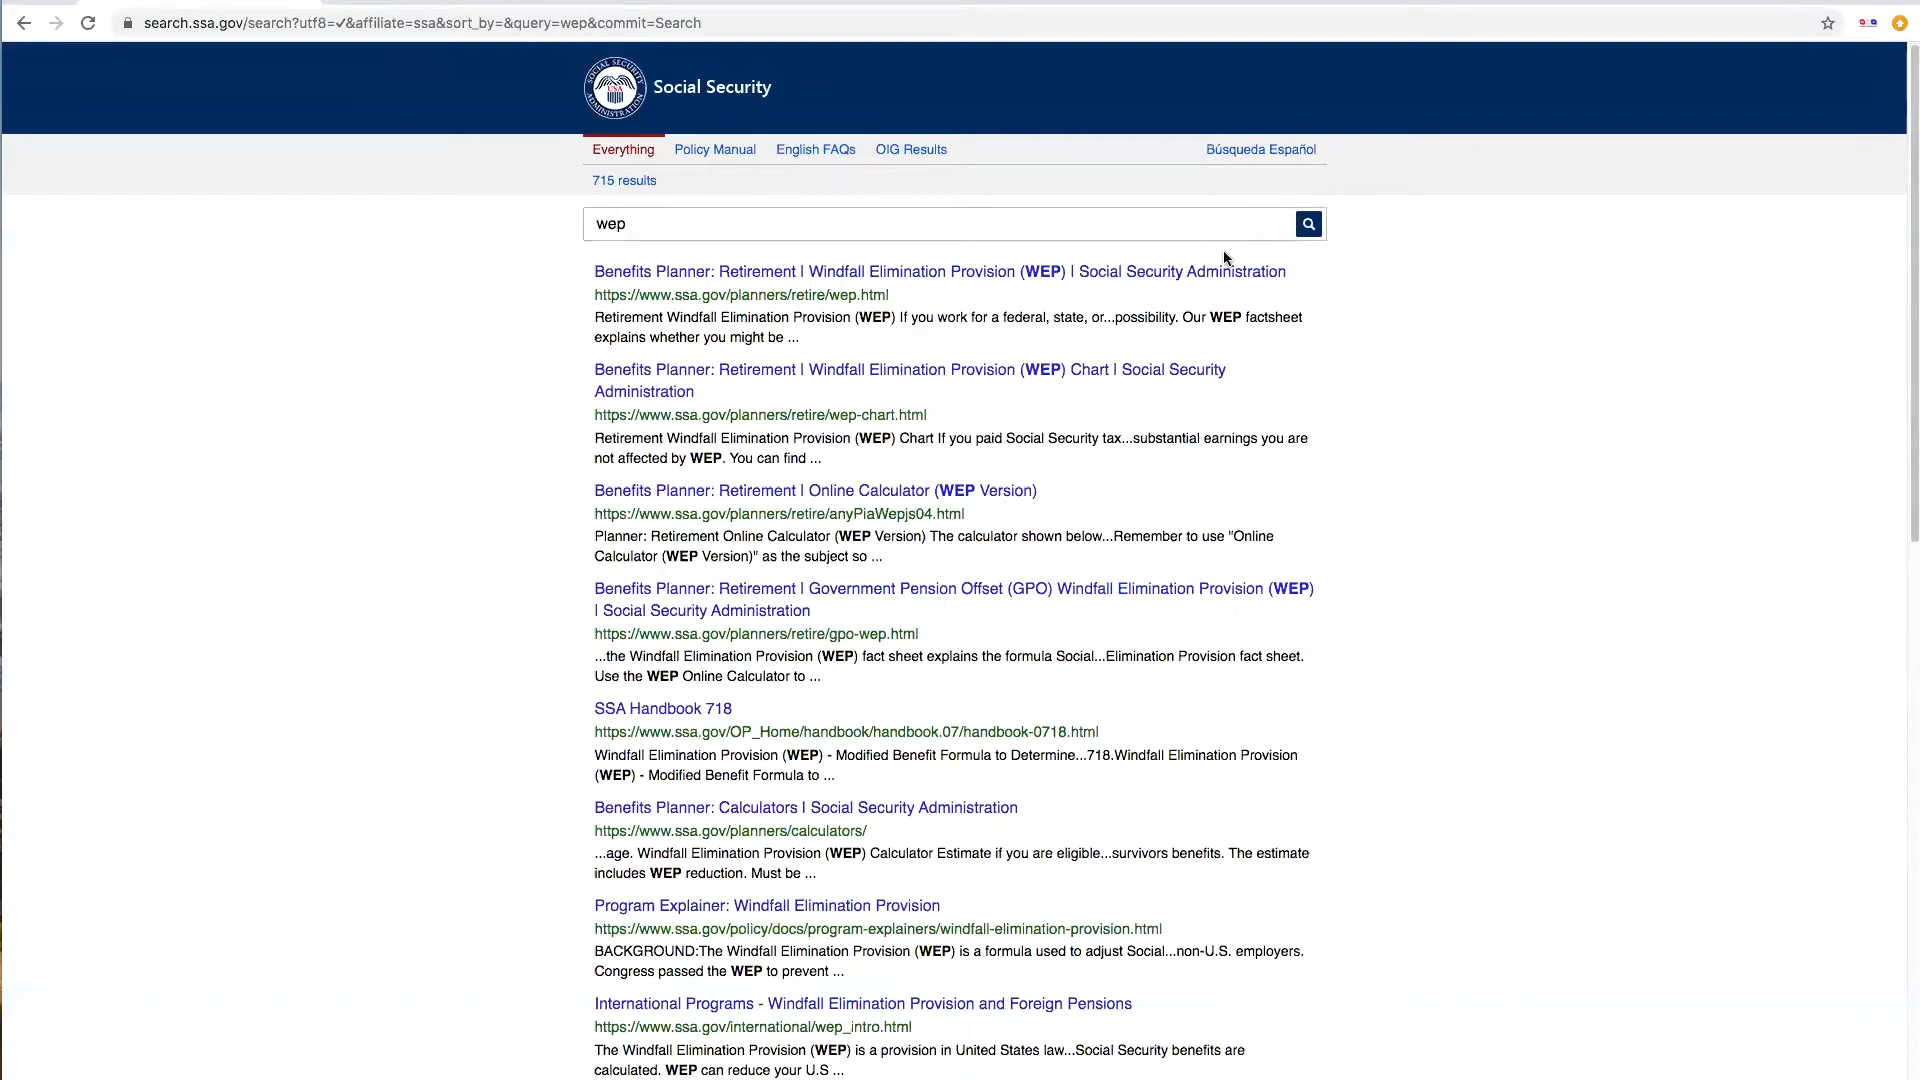 search.ssa.gov/search?utf8=✓&affiliate=ssa&sort_by=&query=wep&commit=Search
SOCIAL SECURITY ADMINISTRATION
USA
Social Security
Everything Policy Manual English FAQs OIG Results Búsqueda Español
715 results
wep
Benefits Planner: Retirement | Windfall Elimination Provision (WEP) | Social Security Administration
https://www.ssa.gov/planners/retire/wep.html
Retirement Windfall Elimination Provision (WEP) If you work for a federal, state, or...possibility. Our WEP factsheet
explains whether you might be ...
Benefits Planner: Retirement | Windfall Elimination Provision (WEP) Chart | Social Security
Administration
https://www.ssa.gov/planners/retire/wep-chart.html
Retirement Windfall Elimination Provision (WEP) Chart If you paid Social Security tax...substantial earnings you are
not affected by WEP. You can find ...
Benefits Planner: Retirement | Online Calculator (WEP Version)
https://www.ssa.gov/planners/retire/anyPiaWepjs04.html
Planner: Retirement Online Calculator (WEP Version) The calculator shown below...Remember to use "Online
Calculator (WEP Version)" as the subject so ...
Benefits Planner: Retirement | Government Pension Offset (GPO) Windfall Elimination Provision (WEP)
| Social Security Administration
https://www.ssa.gov/planners/retire/gpo-wep.html
...the Windfall Elimination Provision (WEP) fact sheet explains the formula Social...Elimination Provision fact sheet.
Use the WEP Online Calculator to ...
SSA Handbook 718
https://www.ssa.gov/OP_Home/handbook/handbook.07/handbook-0718.html
Windfall Elimination Provision (WEP) - Modified Benefit Formula to Determine...718.Windfall Elimination Provision
(WEP) - Modified Benefit Formula to ...
Benefits Planner: Calculators | Social Security Administration
https://www.ssa.gov/planners/calculators/
...age. Windfall Elimination Provision (WEP) Calculator Estimate if you are eligible...survivors benefits. The estimate
includes WEP reduction. Must be ...
Program Explainer: Windfall Elimination Provision
https://www.ssa.gov/policy/docs/program-explainers/windfall-elimination-provision.html
BACKGROUND:The Windfall Elimination Provision (WEP) is a formula used to adjust Social...non-U.S. employers.
Congress passed the WEP to prevent ...
International Programs - Windfall Elimination Provision and Foreign Pensions
https://www.ssa.gov/international/wep_intro.html
The Windfall Elimination Provision (WEP) is a provision in United States law...Social Security benefits are
calculated. WEP can reduce your U.S ...